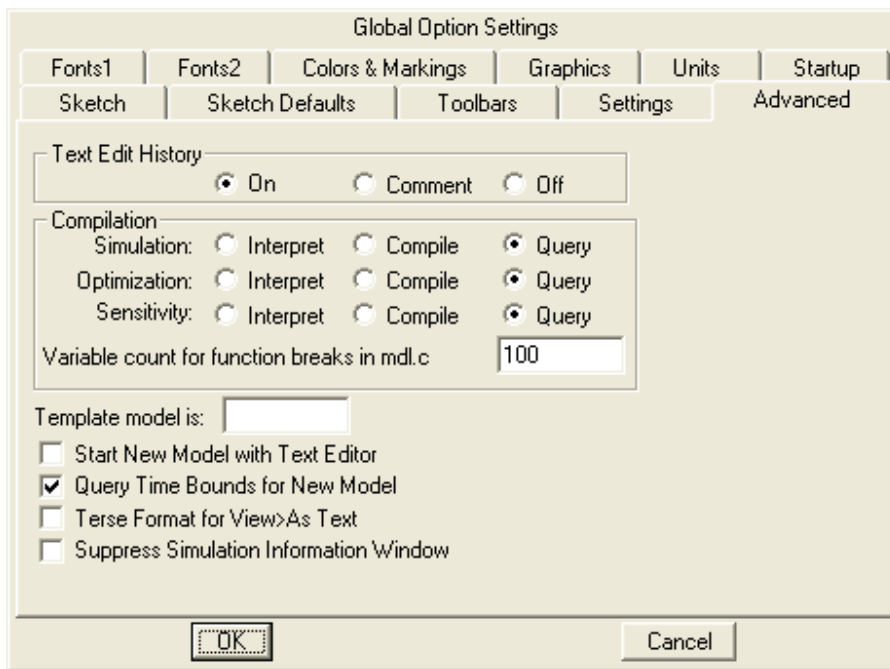 Global Option Settings
Fonts1 Fonts2 Colors & Markings Graphics Units Startup
Sketch Sketch Defaults Toolbars Settings Advanced
Text Edit History
On Comment Off
Compilation
Simulation: Interpret Compile Query
Optimization: Interpret Compile Query
Sensitivity: Interpret Compile Query
Variable count for function breaks in mdl.c 100
Template model is:
Start New Model with Text Editor
Query Time Bounds for New Model
Terse Format for View>As Text
Suppress Simulation Information Window
OK Cancel